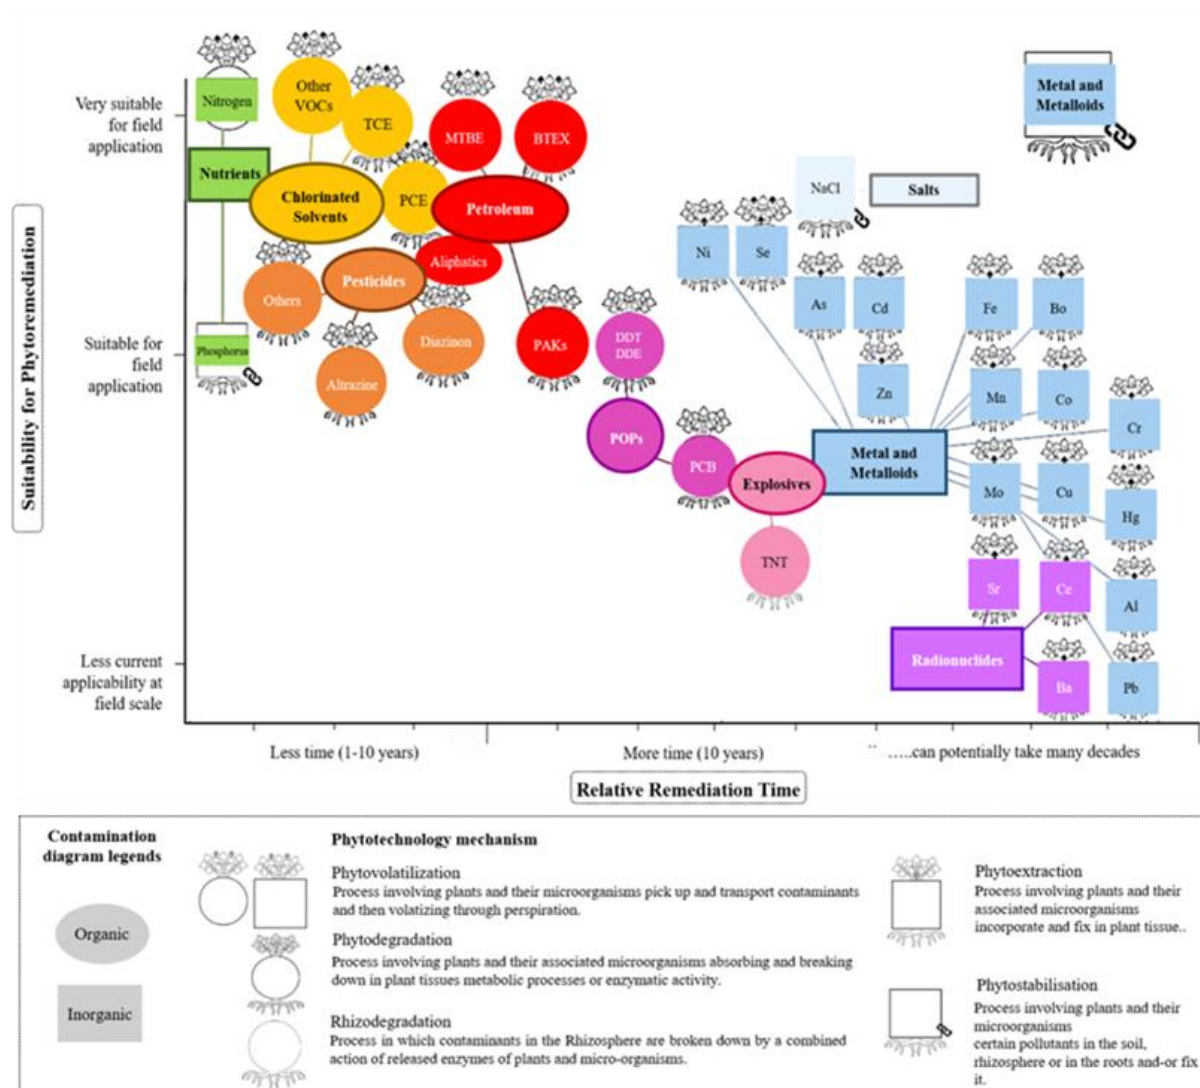 Suitability for Phytoremediation
Very suitable
for field
application
Suitable for
field
application
Less current
applicability at
field scale
Nitrogen
Nutrients
Phosphorus
Other
VOCs
TCE
Chlorinated
Solvents
PCE
MTBE
BTEX
Petroleum
Aliphatics
PAKs
Pesticides
Others
Altrazine
Diazinon
DDT
DDE
POPs
PCB
Explosives
TNT
Metal and
Metalloids
NaCl
Salts
Ni
Se
As
Cd
Zn
Fe
Bo
Mn
Co
Cr
Metal and
Metalloids
Mo
Cu
Hg
Sr
Ce
Al
Radionuclides
Ba
Pb
Less time (1-10 years)
More time (10 years)
.....can potentially take many decades
Relative Remediation Time
Contamination
diagram legends
Organic
Inorganic
Phytotechnology mechanism
Phytovolatilization
Process involving plants and their microorganisms pick up and transport contaminants
and then volatizing through perspiration.
Phytodegradation
Process involving plants and their associated microorganisms absorbing and breaking
down in plant tissues metabolic processes or enzymatic activity.
Rhizodegradation
Process in which contaminants in the Rhizosphere are broken down by a combined
action of released enzymes of plants and micro-organisms.
Phytoextraction
Process involving plants and their
associated microorganisms
incorporate and fix in plant tissue..
Phytostabilisation
Process involving plants and their
microorganisms
certain pollutants in the soil,
rhizosphere or in the roots and-or fix
it.